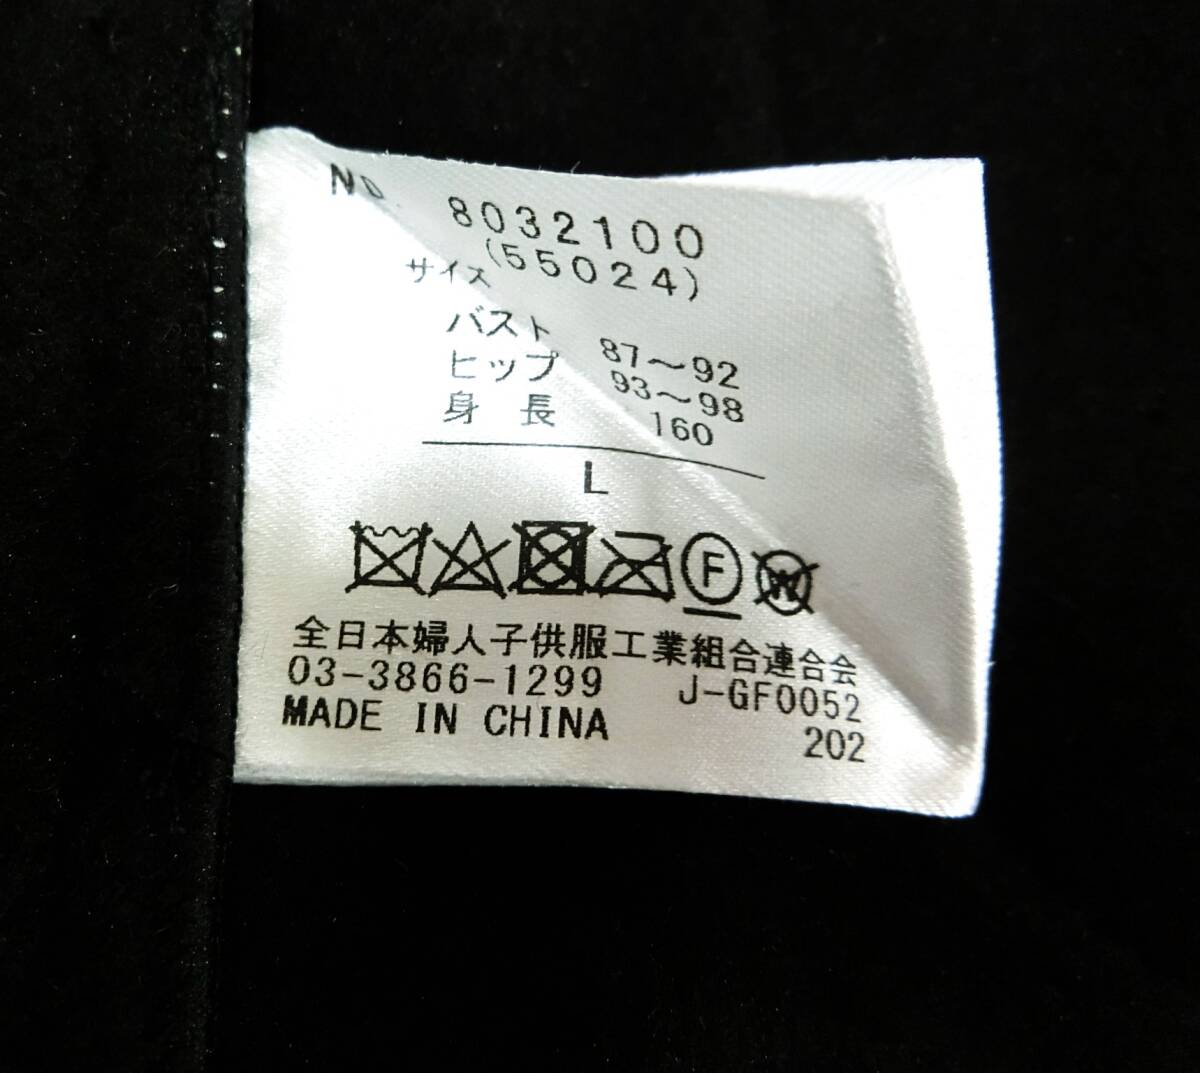 No. 8032100
(55024)
サイズ
バスト 87～92
ヒップ 93～98
身長 160
L
F W
全日本婦人子供服工業組合連合会
03-3866-1299 J-GF0052
MADE IN CHINA 202